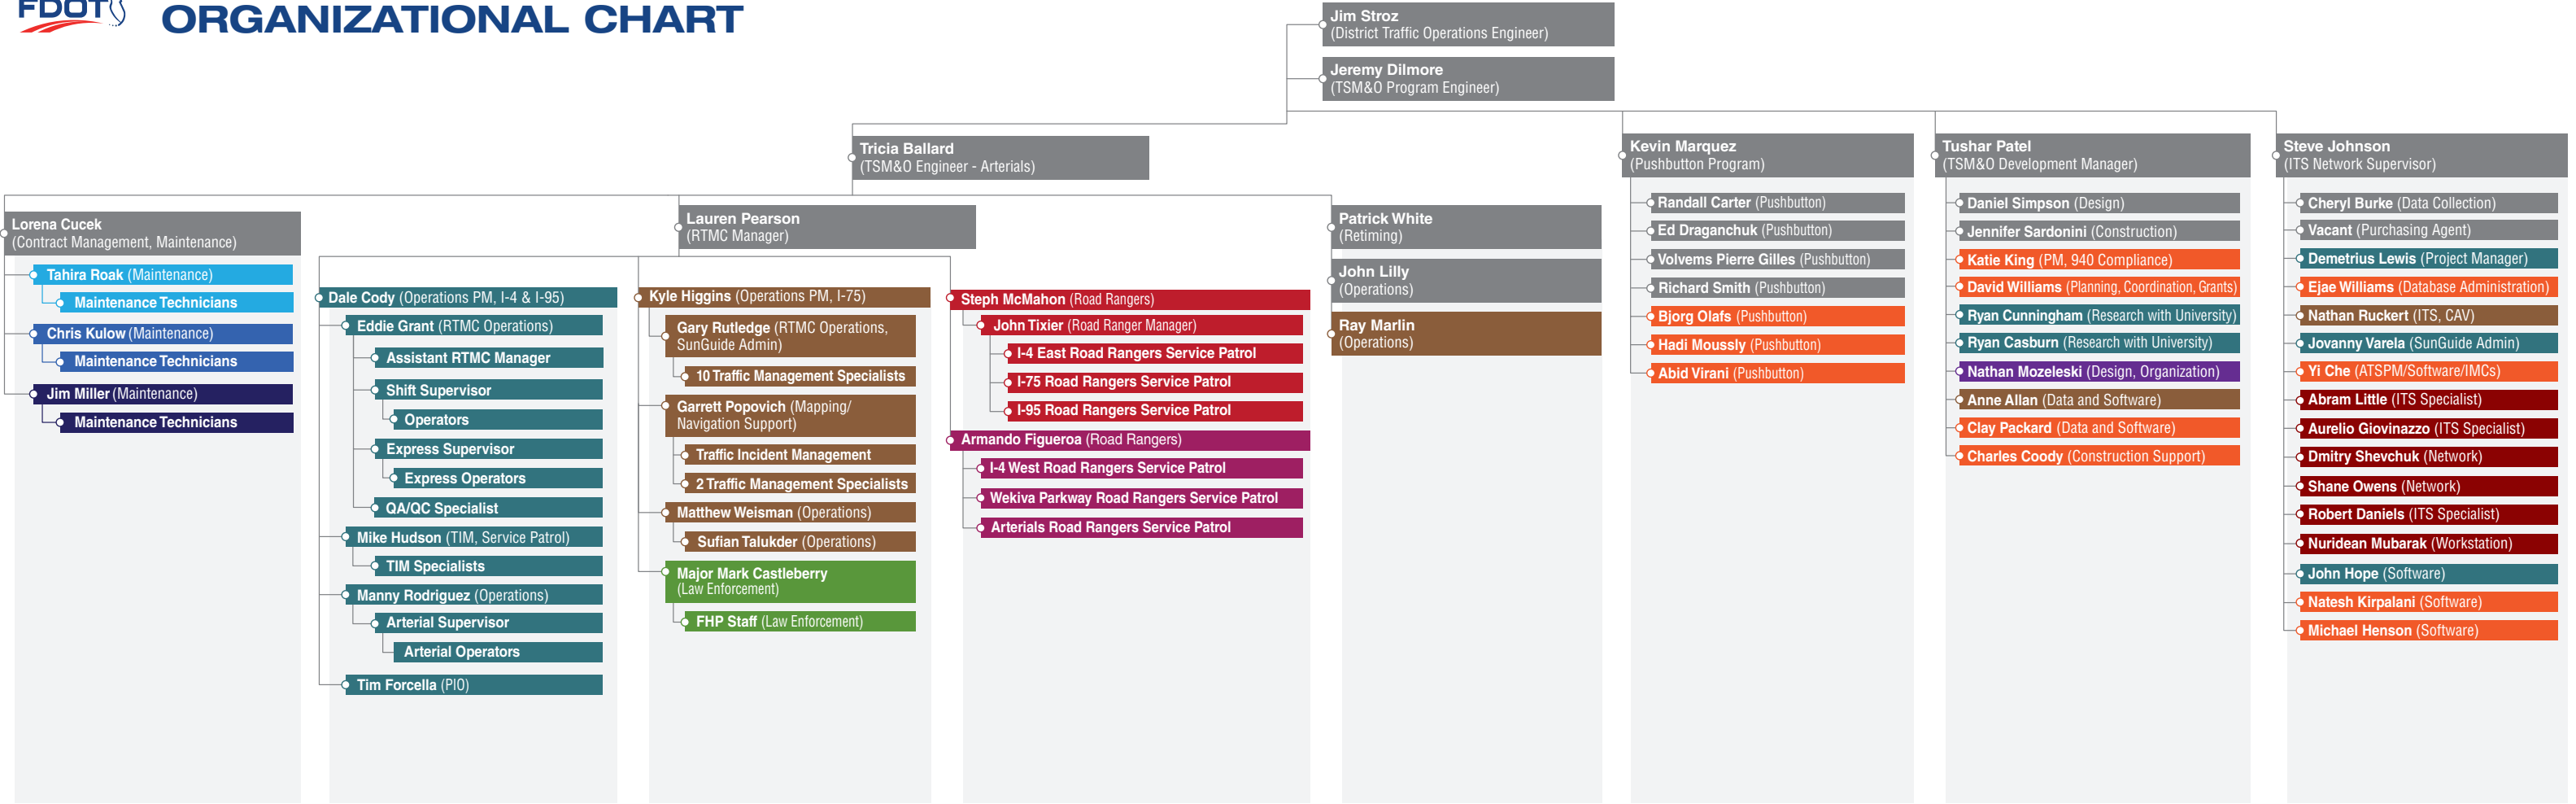 FDOT
ORGANIZATIONAL CHART
Jim Stroz
(District Traffic Operations Engineer)
Jeremy Dilmore
(TSM&O Program Engineer)
Tricia Ballard
(TSM&O Engineer - Arterials)
Lorena Cucek
(Contract Management, Maintenance)
Tahira Roak (Maintenance)
Maintenance Technicians
Chris Kulow (Maintenance)
Maintenance Technicians
Jim Miller (Maintenance)
Maintenance Technicians
Lauren Pearson
(RTMC Manager)
Dale Cody (Operations PM, I-4 & I-95)
Eddie Grant (RTMC Operations)
Assistant RTMC Manager
Shift Supervisor
Operators
Express Supervisor
Express Operators
QA/QC Specialist
Mike Hudson (TIM, Service Patrol)
TIM Specialists
Manny Rodriguez (Operations)
Arterial Supervisor
Arterial Operators
Tim Forcella (PIO)
Kyle Higgins (Operations PM, I-75)
Gary Rutledge (RTMC Operations,
SunGuide Admin)
10 Traffic Management Specialists
Garrett Popovich (Mapping/
Navigation Support)
Traffic Incident Management
2 Traffic Management Specialists
Matthew Weisman (Operations)
Sufian Talukder (Operations)
Major Mark Castleberry
(Law Enforcement)
FHP Staff (Law Enforcement)
Steph McMahon (Road Rangers)
John Tixier (Road Ranger Manager)
I-4 East Road Rangers Service Patrol
I-75 Road Rangers Service Patrol
I-95 Road Rangers Service Patrol
Armando Figueroa (Road Rangers)
I-4 West Road Rangers Service Patrol
Wekiva Parkway Road Rangers Service Patrol
Arterials Road Rangers Service Patrol
Patrick White
(Retiming)
John Lilly
(Operations)
Ray Marlin
(Operations)
Kevin Marquez
(Pushbutton Program)
Randall Carter (Pushbutton)
Ed Draganchuk (Pushbutton)
Volvems Pierre Gilles (Pushbutton)
Richard Smith (Pushbutton)
Bjorg Olafs (Pushbutton)
Hadi Moussly (Pushbutton)
Abid Virani (Pushbutton)
Tushar Patel
(TSM&O Development Manager)
Daniel Simpson (Design)
Jennifer Sardonini (Construction)
Katie King (PM, 940 Compliance)
David Williams (Planning, Coordination, Grants)
Ryan Cunningham (Research with University)
Ryan Casburn (Research with University)
Nathan Mozeleski (Design, Organization)
Anne Allan (Data and Software)
Clay Packard (Data and Software)
Charles Coody (Construction Support)
Steve Johnson
(ITS Network Supervisor)
Cheryl Burke (Data Collection)
Vacant (Purchasing Agent)
Demetrius Lewis (Project Manager)
Ejae Williams (Database Administration)
Nathan Ruckert (ITS, CAV)
Jovanny Varela (SunGuide Admin)
Yi Che (ATSPM/Software/IMCs)
Abram Little (ITS Specialist)
Aurelio Giovinazzo (ITS Specialist)
Dmitry Shevchuk (Network)
Shane Owens (Network)
Robert Daniels (ITS Specialist)
Nuridean Mubarak (Workstation)
John Hope (Software)
Natesh Kirpalani (Software)
Michael Henson (Software)